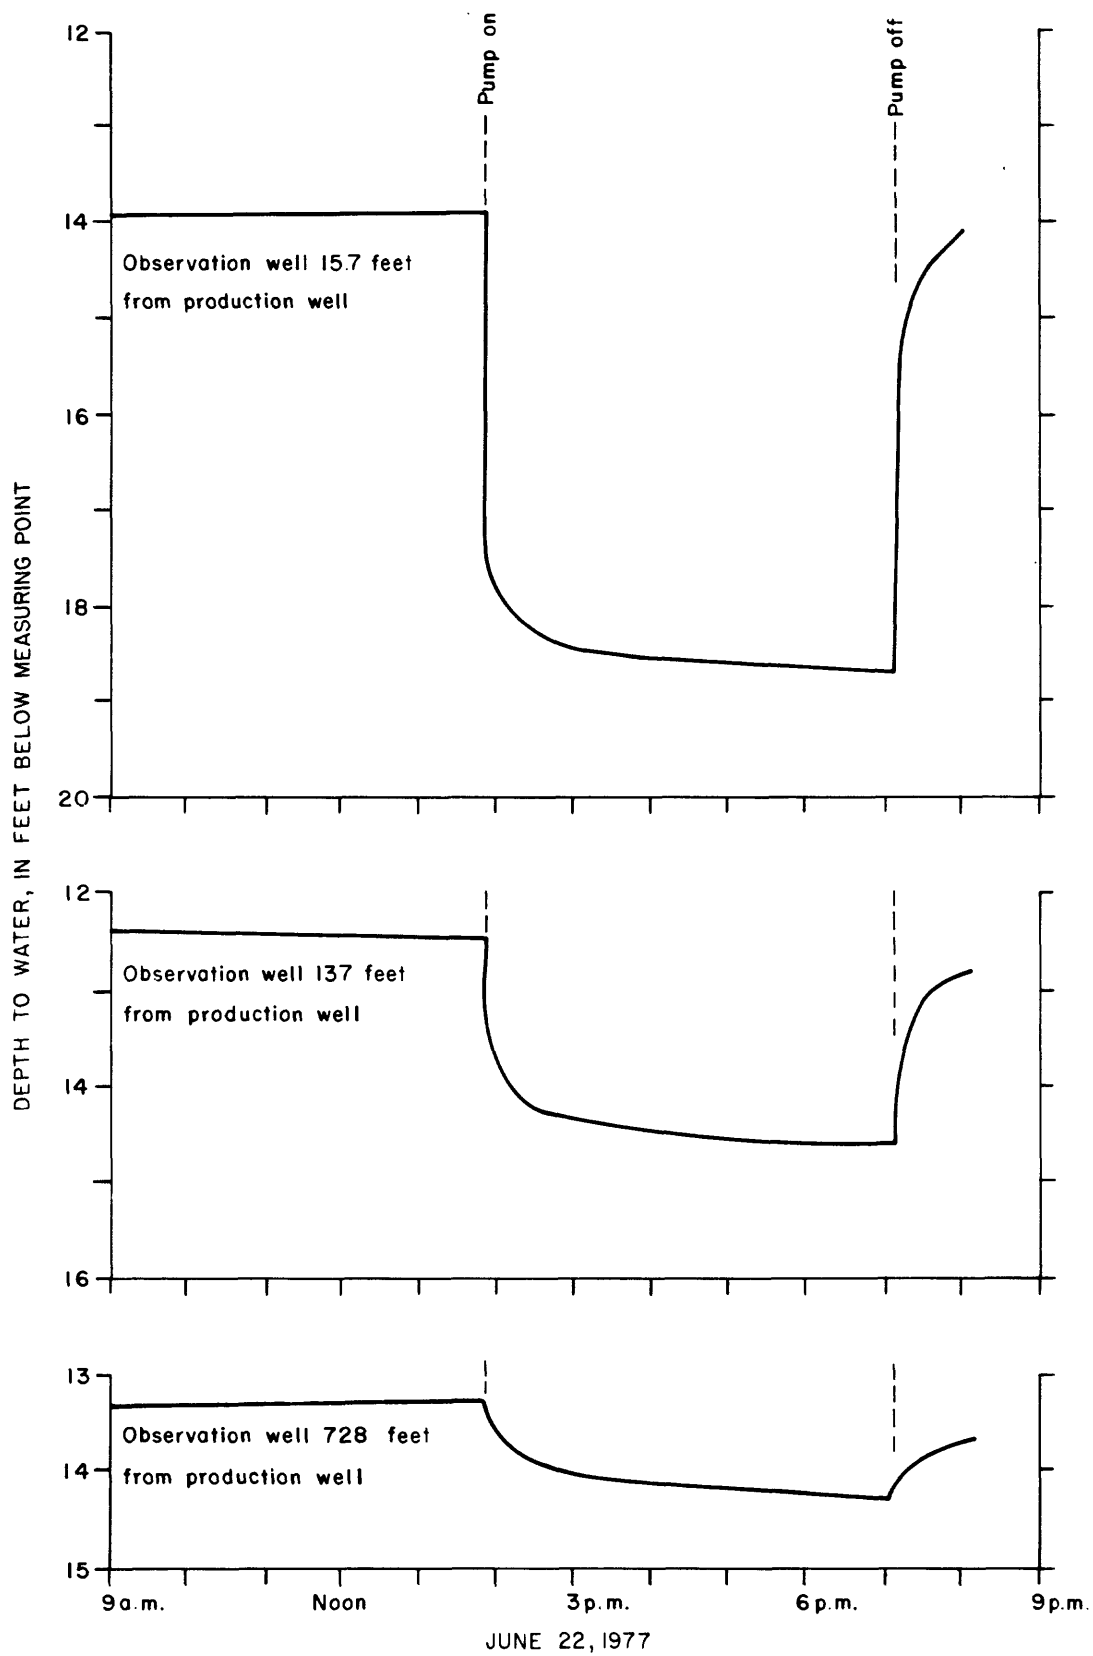 Pump on
Pump off
12
14
16
18
20
Observation well 15.7 feet
from production well
DEPTH TO WATER, IN FEET BELOW MEASURING POINT
12
14
16
Observation well 137 feet
from production well
13
14
15
Observation well 728 feet
from production well
9 a.m. Noon 3 p.m. 6 p.m. 9 p.m.
JUNE 22, 1977